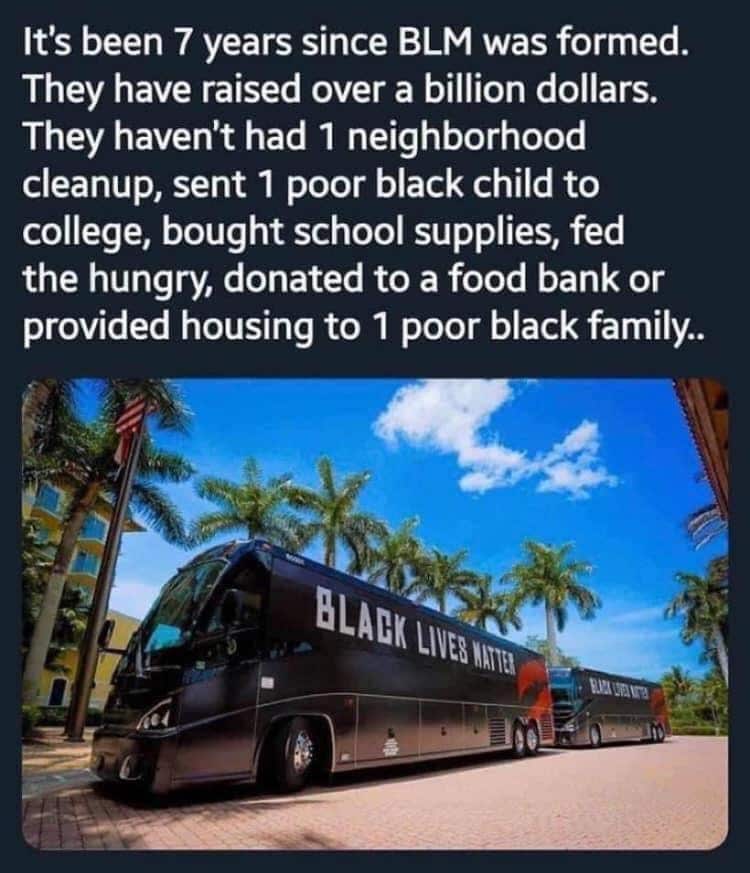 It's been 7 years since BLM was formed.
They have raised over a billion dollars.
They haven't had 1 neighborhood
cleanup, sent 1 poor black child to
college, bought school supplies, fed
the hungry, donated to a food bank or
provided housing to 1 poor black family..
BLACK LIVES MATTER
BLACK LIVES MATTER